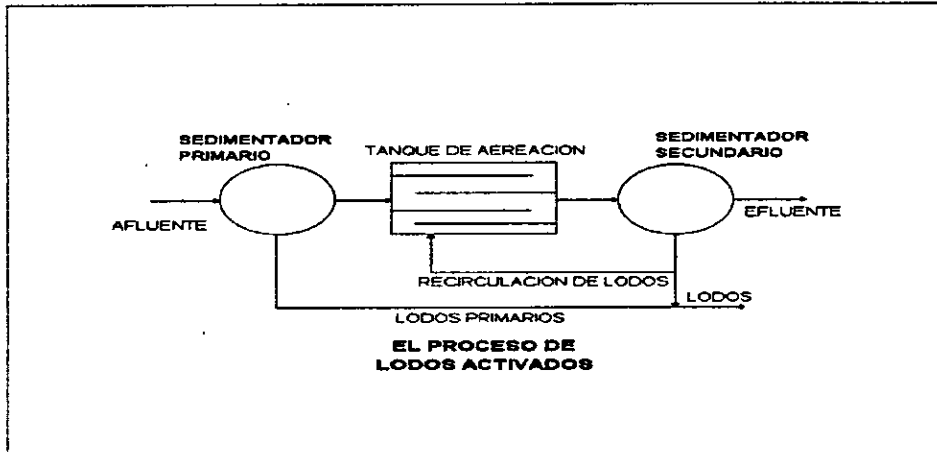 SEDIMENTADOR
PRIMARIO
TANQUE DE AEREACION
SEDIMENTADOR
SECUNDARIO
AFLUENTE
EFLUENTE
RECIRCULACION DE LODOS
LODOS
LODOS PRIMARIOS
EL PROCESO DE
LODOS ACTIVADOS